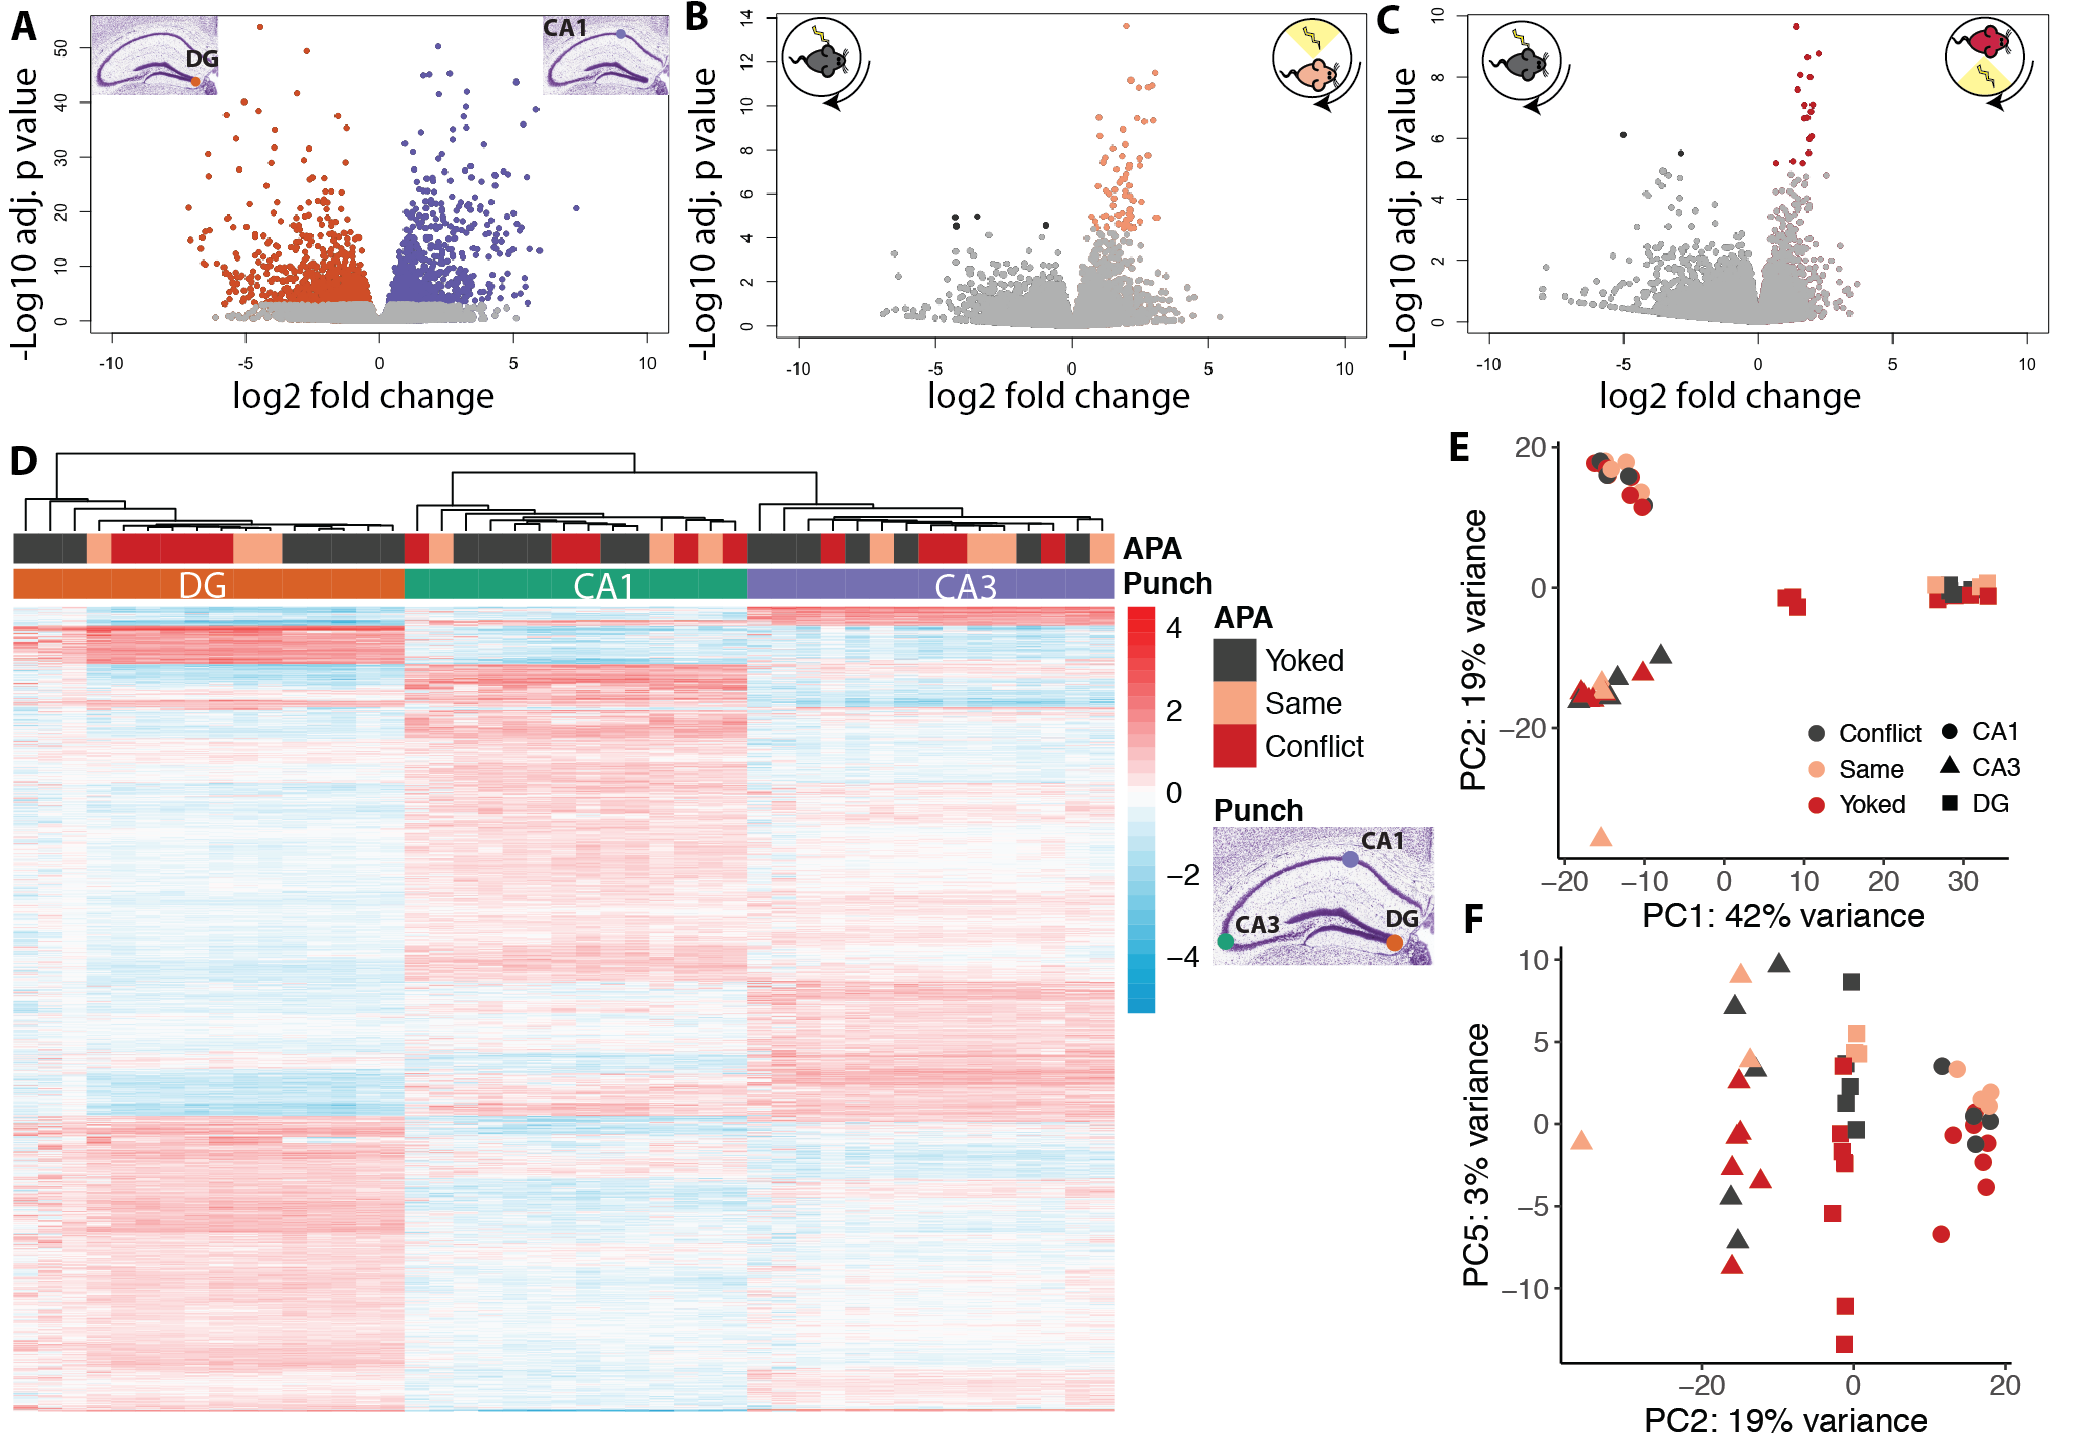 A
DG
CA1
50
40
30
20
10
0
-Log10 adj. p value
-10
-5
0
5
10
log2 fold change
B
14
12
10
8
6
4
2
0
-Log10 adj. p value
-10
-5
0
5
10
log2 fold change
C
10
8
6
4
2
0
-Log10 adj. p value
-10
-5
0
5
10
log2 fold change
D
APA
DG
CA1
CA3
Punch
4
2
0
−2
−4
APA
Yoked
Same
Conflict
Punch
CA1
CA3
DG
E
20
0
−20
PC2: 19% variance
Conflict
Same
Yoked
CA1
CA3
DG
−20
−10
0
10
20
30
PC1: 42% variance
F
10
5
0
−5
−10
PC5: 3% variance
−20
0
20
PC2: 19% variance